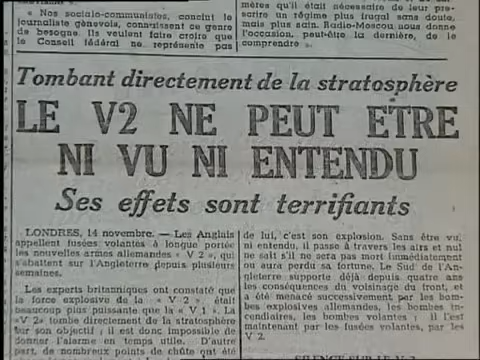 « Nos socialo-communistes, conclut le
journaliste génevois, connaissent ce genre
de besogne. Ils veulent faire croire que
le Conseil fédéral ne représente pas
était nécessaire de leur
un régime plus frugal sans doute,
mais plus sain. Radio-Moscou nous donne
l'occasion, peut-être la dernière, de le
comprendre ».
Tombant directement de la stratosphère
LE V2 NE PEUT ETRE
NI VU NI ENTENDU
Ses effets sont terrifiants
LONDRES, 14 novembre. — Les Anglais
appellent fusées volantes à longue portée
les nouvelles armes allemandes « V 2 », qui
s'abattent sur l'Angleterre depuis plusieurs
semaines.
Les experts britanniques ont constaté que
la force explosive de la « V 2 » était
beaucoup plus puissante que la « V 1 ». La
« V 2 » tombe directement de la stratosphère
sur son objectif ; il est donc impossible de
donner l'alarme en temps utile. D'autre
part, de nombreux points de chute ont été
de lui, c'est son explosion. Sans être vu,
ni entendu, il passe à travers les airs et nul
ne sait s'il ne sera pas mort immédiatement
ou aura perdu sa fortune. Le Sud de l'An-
gleterre supporte déjà depuis quatre ans
les conséquences du voisinage du front,
et a été menacé successivement par les bom-
bes explosives allemandes, les bombes in-
cendiaires, les bombes volantes ; il l'est
maintenant par les fusées volantes, par les
« V 2 ».